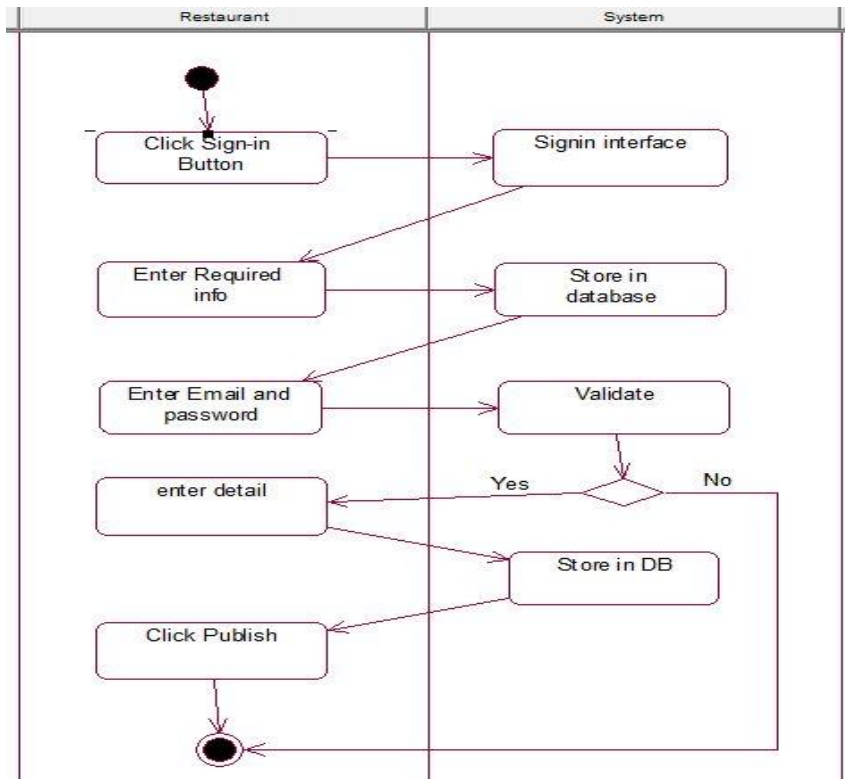 Restaurant
System
Click Sign-in
Button
Signin interface
Enter Required
info
Store in
database
Enter Email and
password
Validate
enter detail
Yes
No
Store in DB
Click Publish